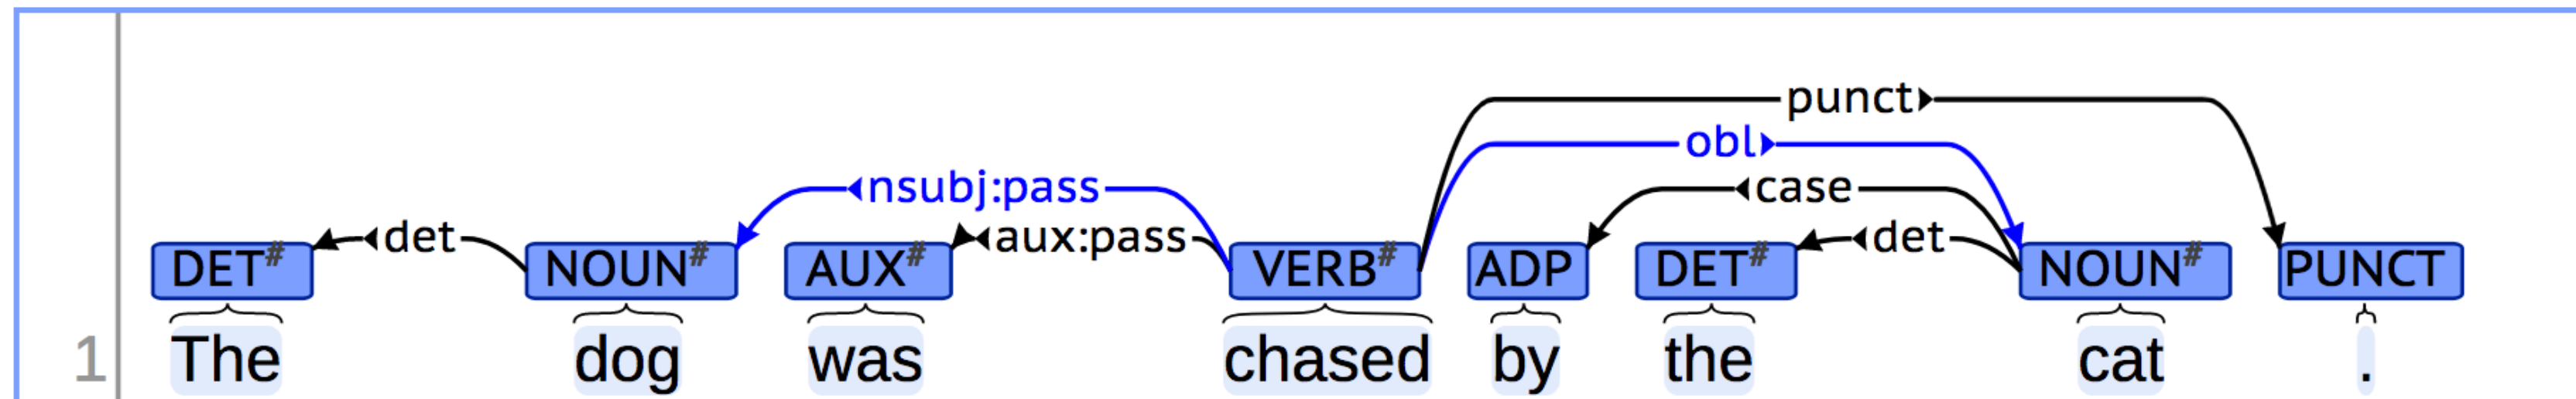 punct
obl
nsubj:pass case
det aux:pass det
DET# NOUN# AUX# VERB# ADP DET# NOUN# PUNCT
1 The dog was chased by the cat .